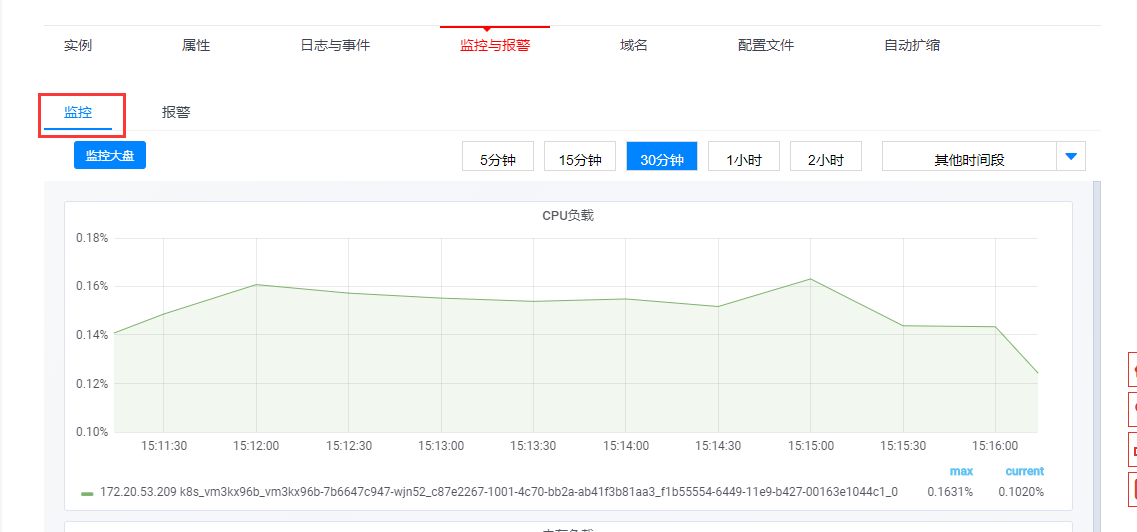 实例 属性 日志与事件 监控与报警 域名 配置文件 自动扩缩
监控 报警
监控大盘 5分钟 15分钟 30分钟 1小时 2小时 其他时间段
CPU负载
0.18%
0.16%
0.14%
0.12%
0.10%
15:11:30 15:12:00 15:12:30 15:13:00 15:13:30 15:14:00 15:14:30 15:15:00 15:15:30 15:16:00
max current
172.20.53.209 k8s_vm3kx96b_vm3kx96b-7b6647c947-wjn52_c87e2267-1001-4c70-bb2a-ab41f3b81aa3_f1b55554-6449-11e9-b427-00163e1044c1_0 0.1631% 0.1020%